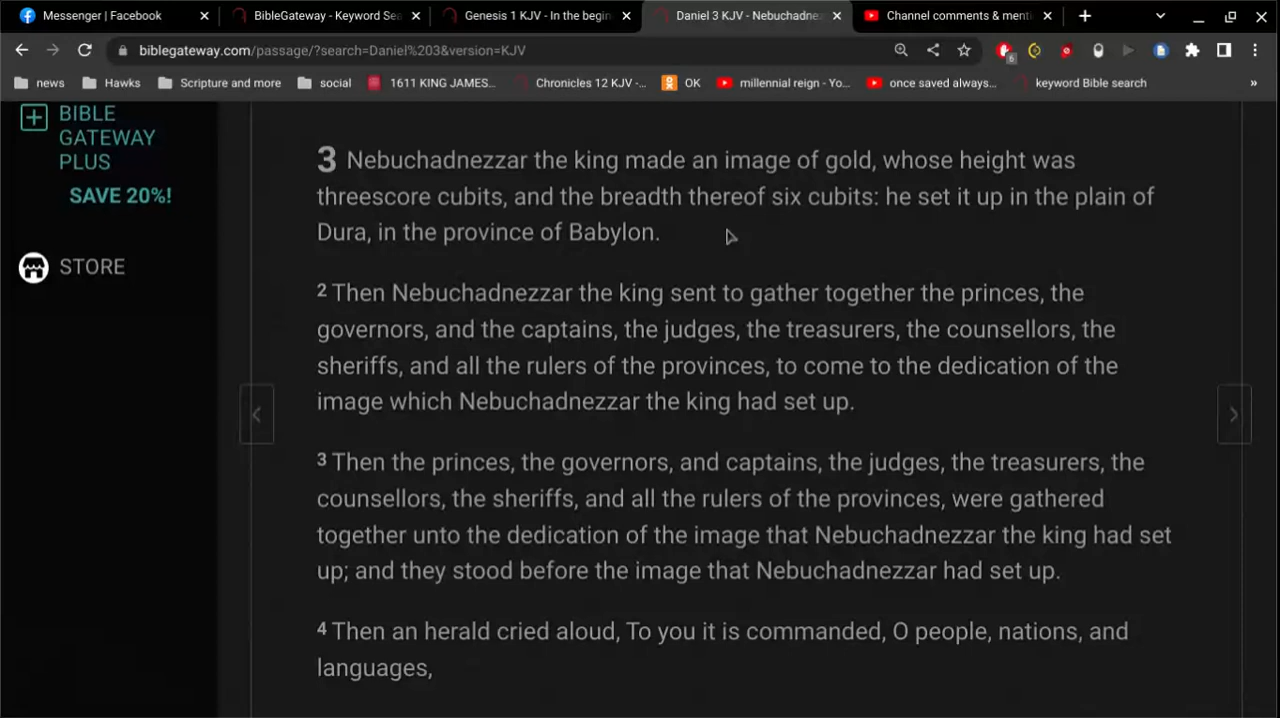 Messenger | Facebook
BibleGateway - Keyword Sea
Genesis 1 KJV - In the begin
Daniel 3 KJV - Nebuchadnez
Channel comments & menti
biblegateway.com/passage/?search=Daniel%203&version=KJV
6
news
Hawks
Scripture and more
social
1611 KING JAMES...
Chronicles 12 KJV -...
OK
millennial reign - Yo...
once saved always...
keyword Bible search
»
BIBLE
GATEWAY
PLUS
SAVE 20%!
STORE
3 Nebuchadnezzar the king made an image of gold, whose height was
threescore cubits, and the breadth thereof six cubits: he set it up in the plain of
Dura, in the province of Babylon.
2 Then Nebuchadnezzar the king sent to gather together the princes, the
governors, and the captains, the judges, the treasurers, the counsellors, the
sheriffs, and all the rulers of the provinces, to come to the dedication of the
image which Nebuchadnezzar the king had set up.
3 Then the princes, the governors, and captains, the judges, the treasurers, the
counsellors, the sheriffs, and all the rulers of the provinces, were gathered
together unto the dedication of the image that Nebuchadnezzar the king had set
up; and they stood before the image that Nebuchadnezzar had set up.
4 Then an herald cried aloud, To you it is commanded, O people, nations, and
languages,